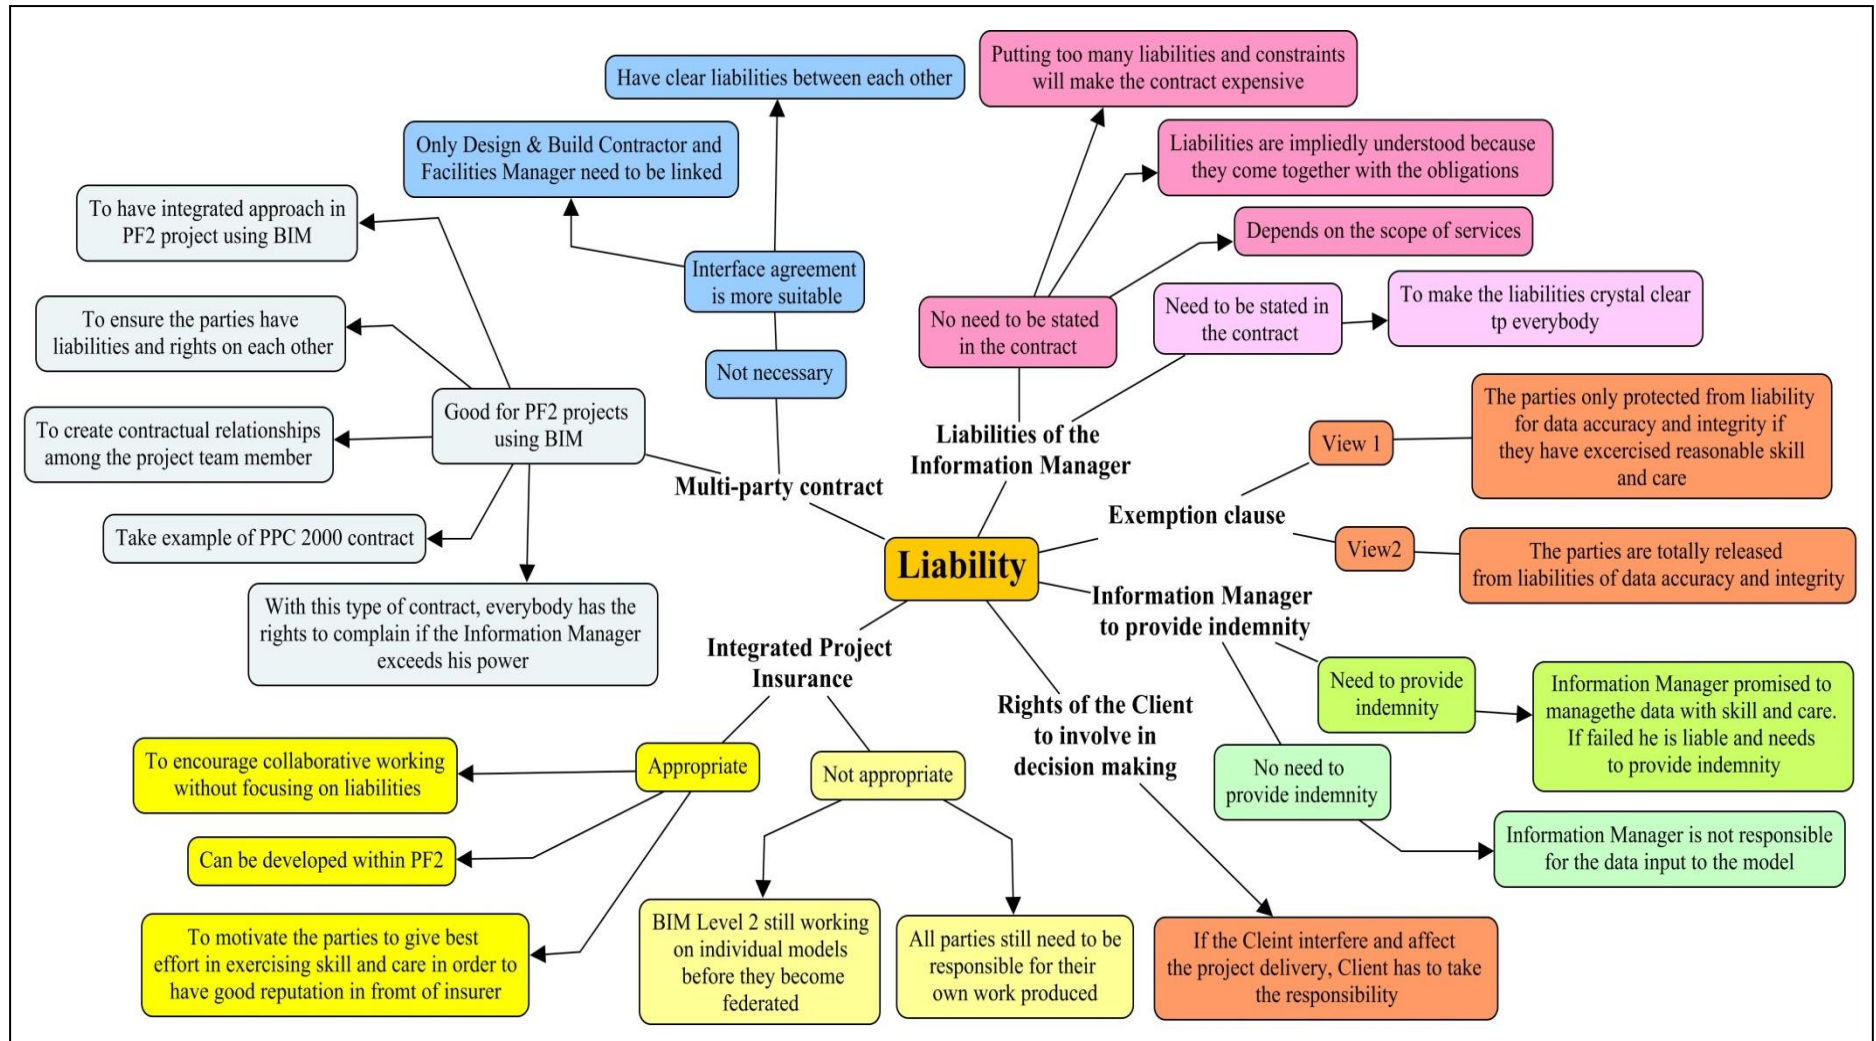 Have clear liabilities between each other
Only Design & Build Contractor and
Facilities Manager need to be linked
Interface agreement
is more suitable
Not necessary
To have integrated approach in
PF2 project using BIM
To ensure the parties have
liabilities and rights on each other
To create contractual relationships
among the project team member
Take example of PPC 2000 contract
With this type of contract, everybody has the
rights to complain if the Information Manager
exceeds his power
Good for PF2 projects
using BIM
Multi-party contract
Putting too many liabilities and constraints
will make the contract expensive
Liabilities are impliedly understood because
they come together with the obligations
Depends on the scope of services
No need to be stated
in the contract
Need to be stated in
the contract
To make the liabilities crystal clear
tp everybody
Liabilities of the
Information Manager
Exemption clause
View 1
The parties only protected from liability
for data accuracy and integrity if
they have excercised reasonable skill
and care
View2
The parties are totally released
from liabilities of data accuracy and integrity
Liability
Information Manager
to provide indemnity
Need to provide
indemnity
Information Manager promised to
managethe data with skill and care.
If failed he is liable and needs
to provide indemnity
No need to
provide indemnity
Information Manager is not responsible
for the data input to the model
Rights of the Client
to involve in
decision making
If the Cleint interfere and affect
the project delivery, Client has to take
the responsibility
Integrated Project
Insurance
Appropriate
To encourage collaborative working
without focusing on liabilities
Can be developed within PF2
To motivate the parties to give best
effort in exercising skill and care in order to
have good reputation in fromt of insurer
Not appropriate
BIM Level 2 still working
on individual models
before they become
federated
All parties still need to be
responsible for their
own work produced